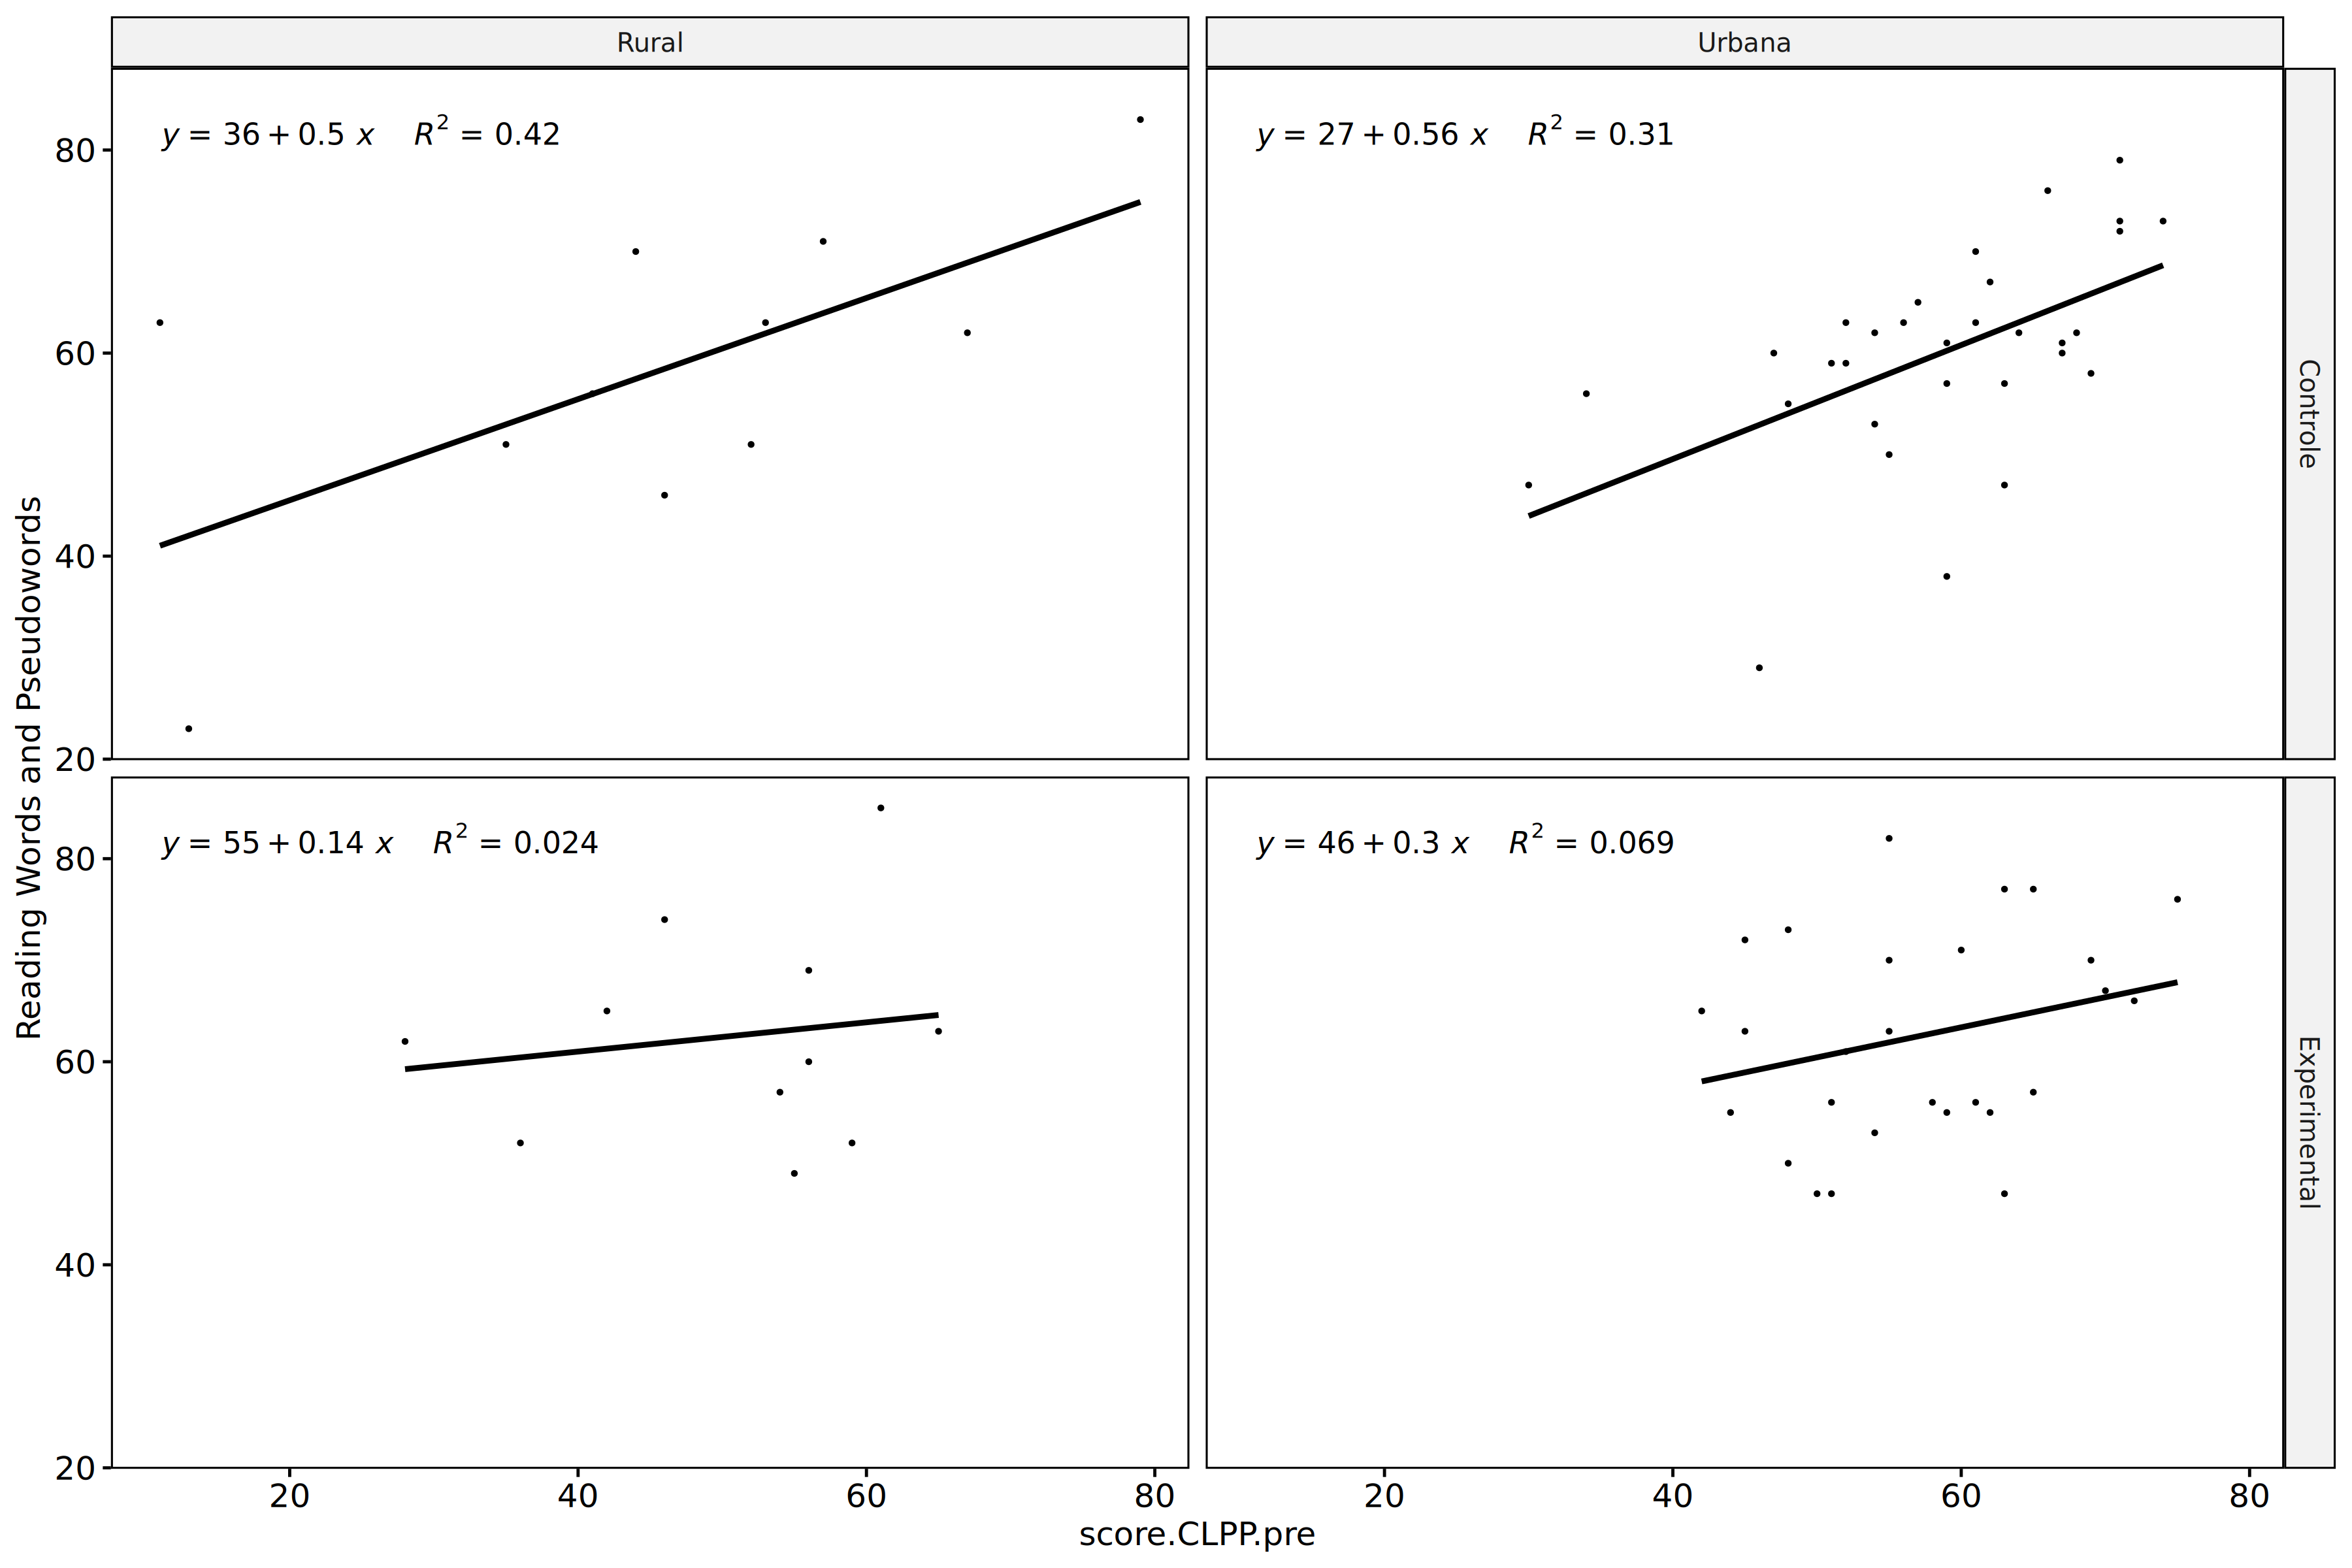 Rural
Urbana
y = 36 + 0.5 x R² = 0.42
y = 27 + 0.56 x R² = 0.31
80
60
40
20
Controle
y = 55 + 0.14 x R² = 0.024
y = 46 + 0.3 x R² = 0.069
80
60
40
20
Experimental
Reading Words and Pseudowords
20 40 60 80
20 40 60 80
score.CLPP.pre